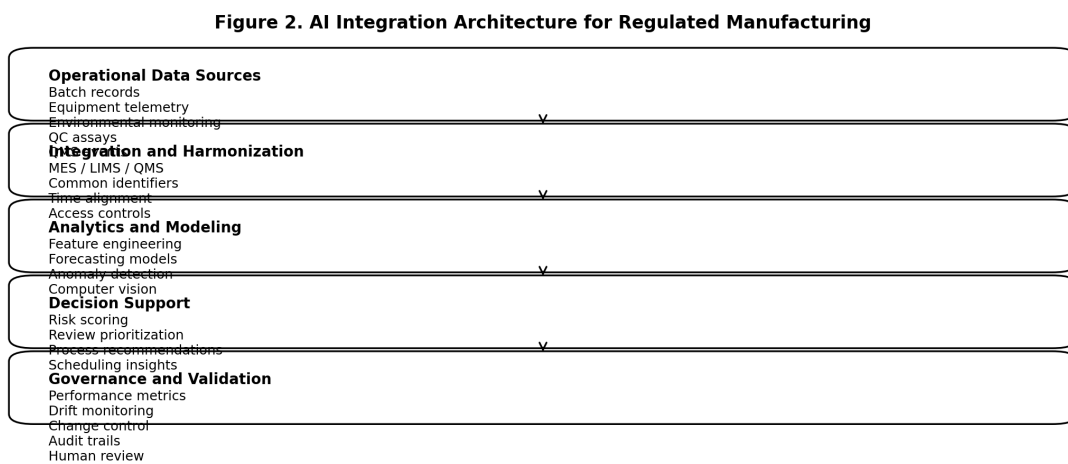 Figure 2. AI Integration Architecture for Regulated Manufacturing
Operational Data Sources
Batch records
Equipment telemetry
Environmental monitoring
QC assays
Integration and Harmonization
MES / LIMS / QMS
Common identifiers
Time alignment
Access controls
Analytics and Modeling
Feature engineering
Forecasting models
Anomaly detection
Computer vision
Decision Support
Risk scoring
Review prioritization
Process recommendations
Scheduling insights
Governance and Validation
Performance metrics
Drift monitoring
Change control
Audit trails
Human review